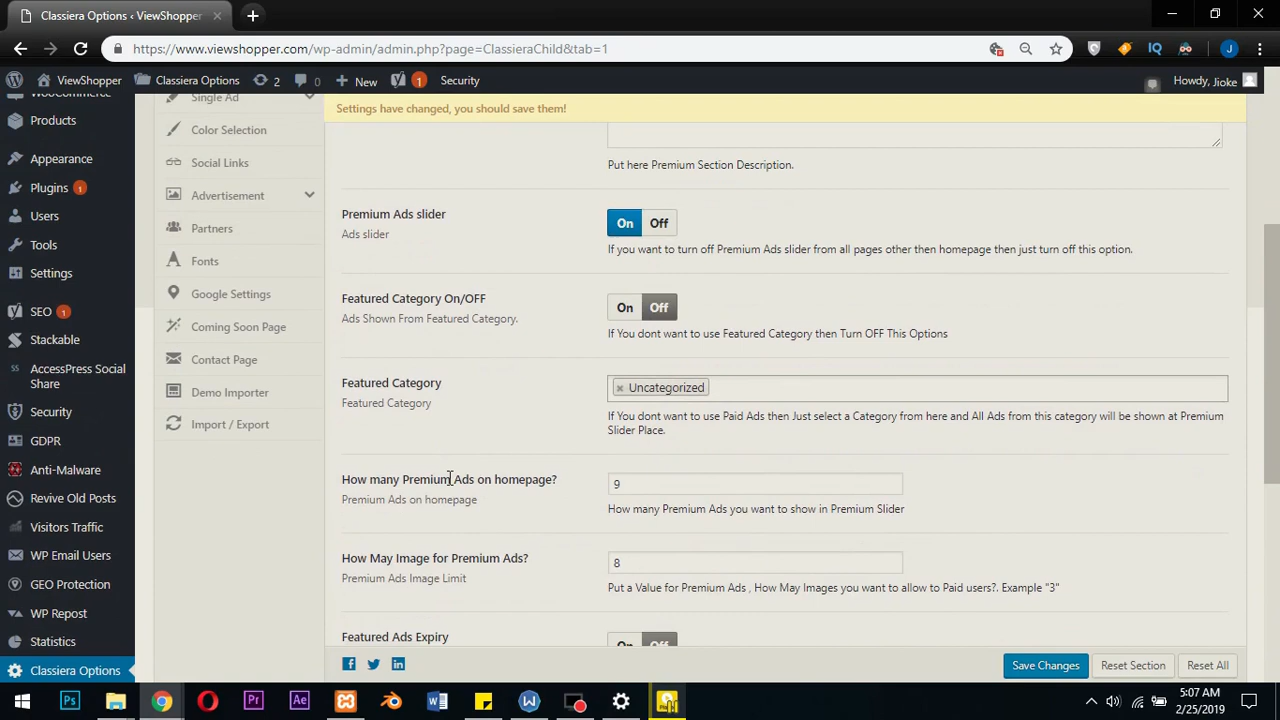 Classiera Options ‹ ViewShopper
https://www.viewshopper.com/wp-admin/admin.php?page=ClassieraChild&tab=1
IQ
J
ViewShopper
Classiera Options
2
0
New
1
Security
Howdy, Jioke
WooCommerce
Products
Appearance
Plugins 1
Users
Tools
Settings
SEO 1
Stackable
AccessPress Social
Share
Security
GDPR
Anti-Malware
Revive Old Posts
Visitors Traffic
WP Email Users
GEO Protection
WP Repost
Statistics
Classiera Options
Single Ad
Color Selection
Social Links
Advertisement
Partners
Fonts
Google Settings
Coming Soon Page
Contact Page
Demo Importer
Import / Export
Settings have changed, you should save them!
Put here Premium Section Description.
Premium Ads slider
Ads slider
On Off
If you want to turn off Premium Ads slider from all pages other then homepage then just turn off this option.
Featured Category On/OFF
Ads Shown From Featured Category.
On Off
If You dont want to use Featured Category then Turn OFF This Options
Featured Category
Featured Category
× Uncategorized
If You dont want to use Paid Ads then Just select a Category from here and All Ads from this category will be shown at Premium
Slider Place.
How many Premium Ads on homepage?
Premium Ads on homepage
9
How many Premium Ads you want to show in Premium Slider
How May Image for Premium Ads?
Premium Ads Image Limit
8
Put a Value for Premium Ads , How May Images you want to allow to Paid users?. Example "3"
Featured Ads Expiry
On Off
Save Changes
Reset Section
Reset All
Ps
Pr
Ae
5:07 AM
2/25/2019